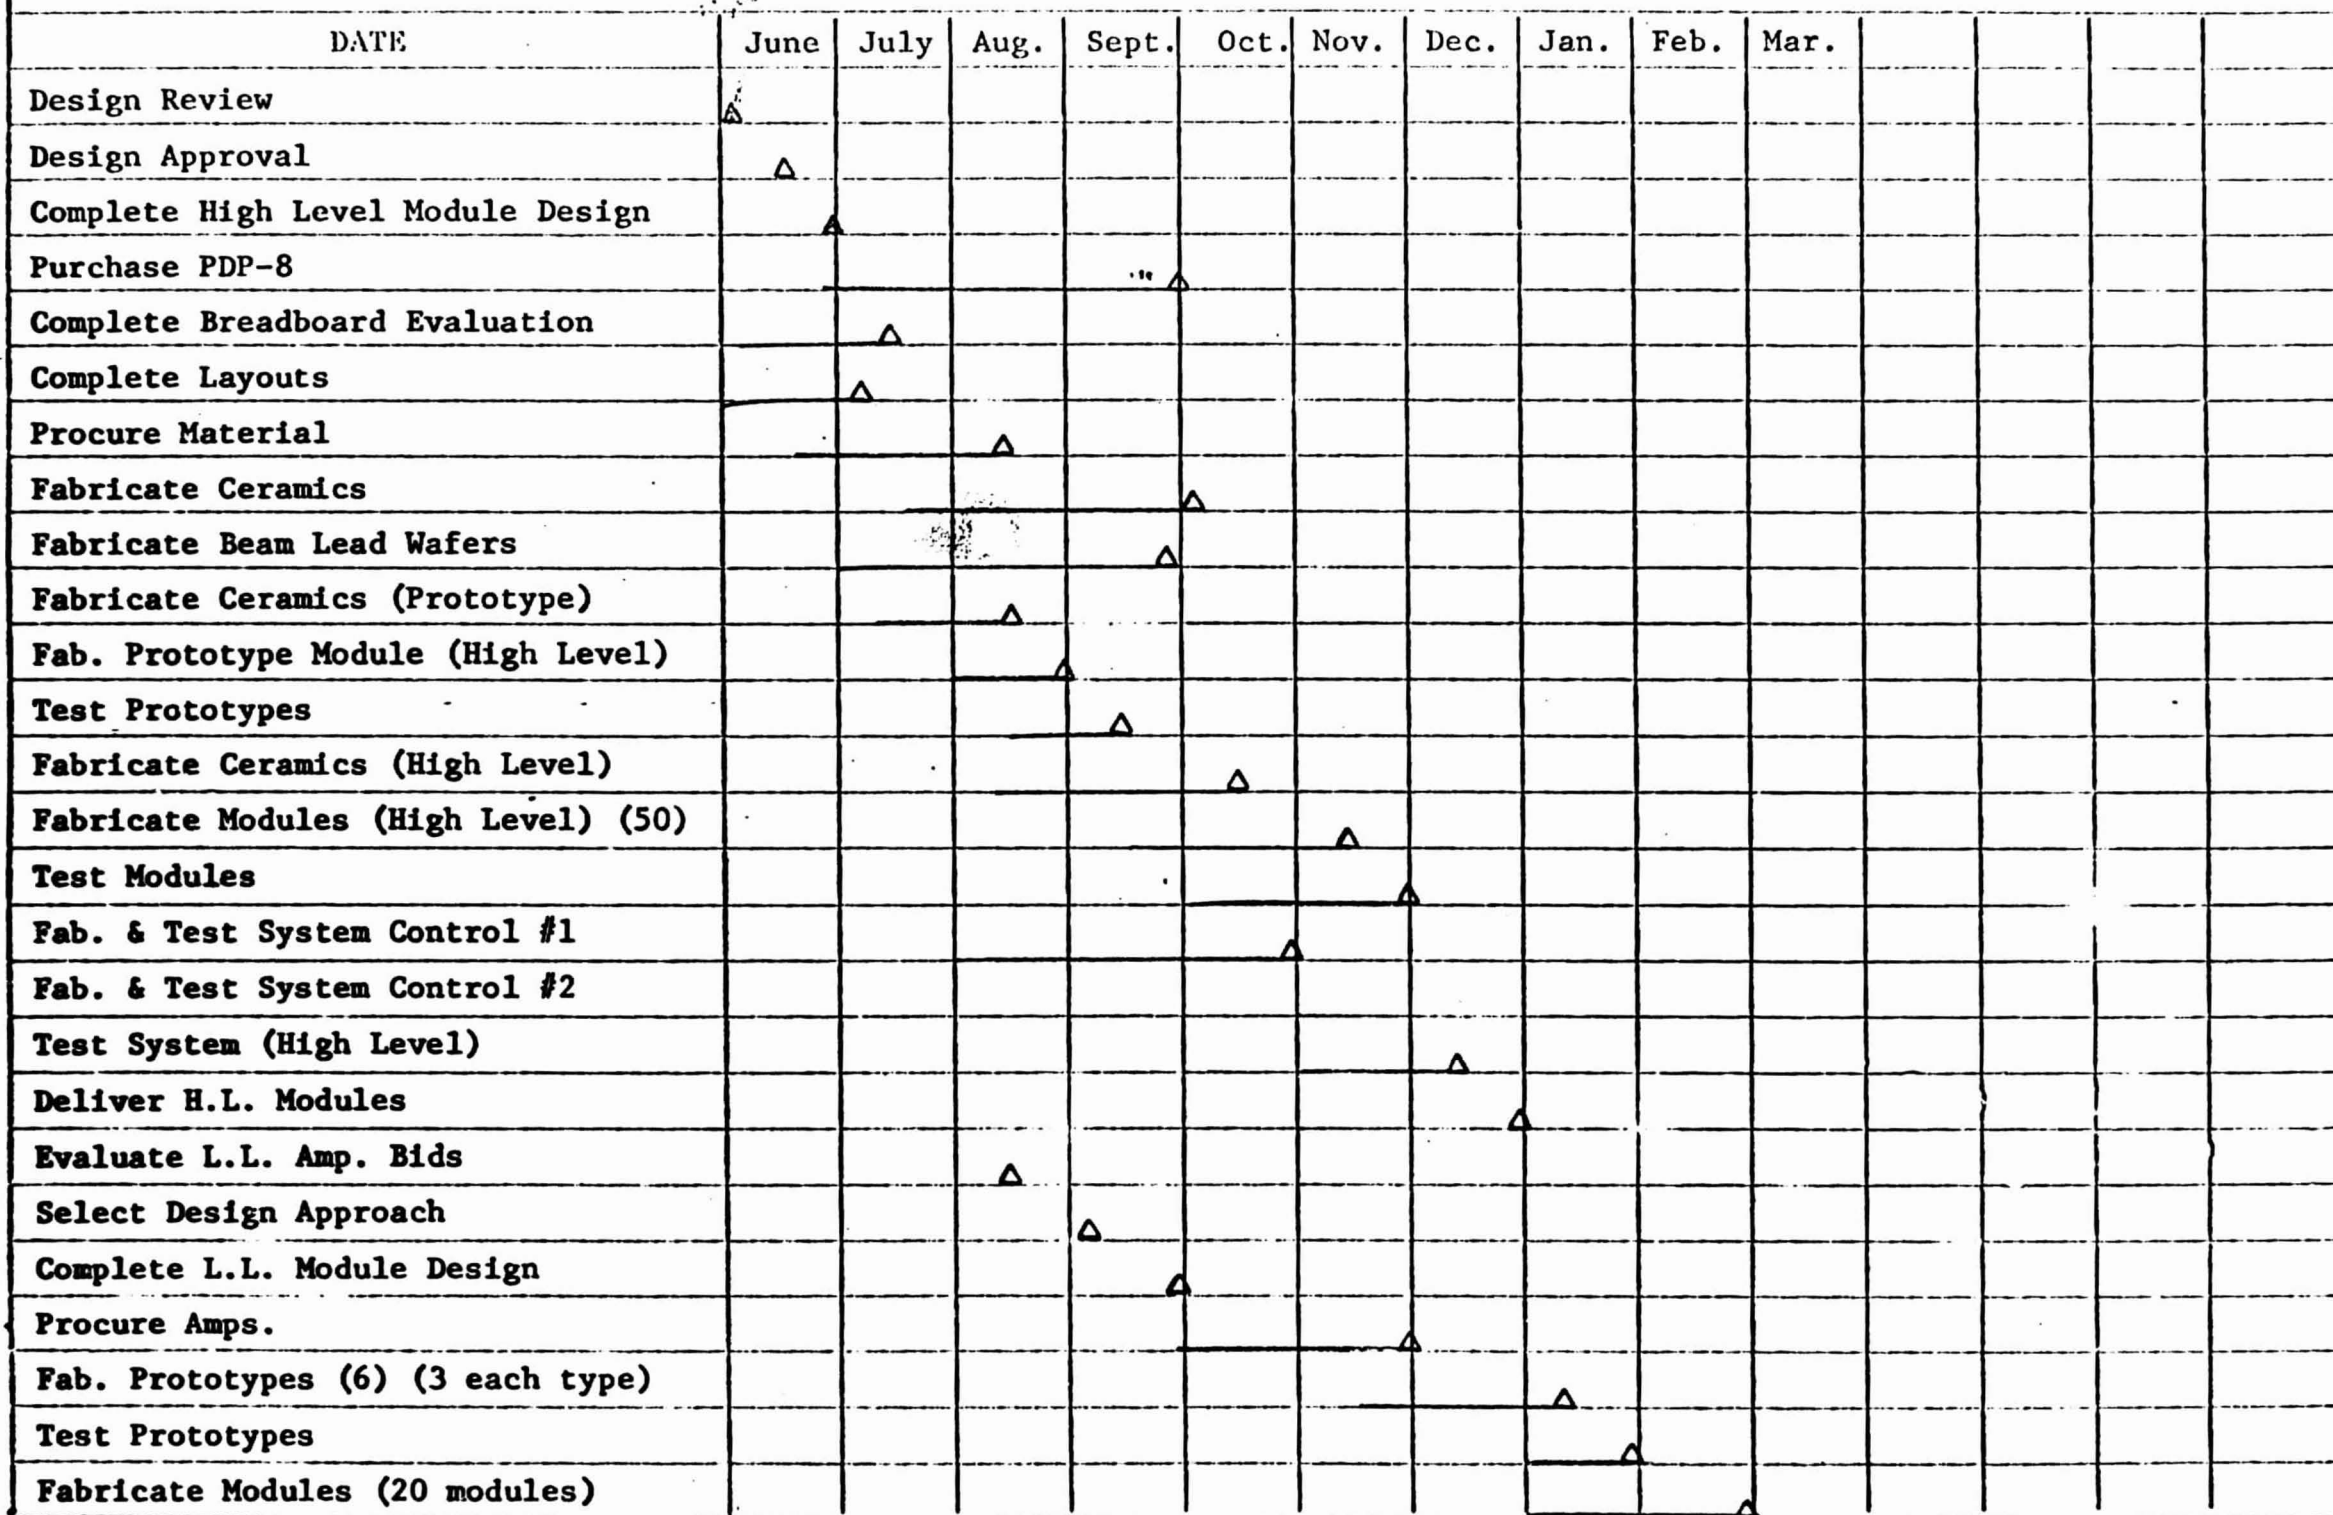 DATE June July Aug. Sept. Oct. Nov. Dec. Jan. Feb. Mar.
Design Review
Design Approval
Complete High Level Module Design
Purchase PDP-8
Complete Breadboard Evaluation
Complete Layouts
Procure Material
Fabricate Ceramics
Fabricate Beam Lead Wafers
Fabricate Ceramics (Prototype)
Fab. Prototype Module (High Level)
Test Prototypes
Fabricate Ceramics (High Level)
Fabricate Modules (High Level) (50)
Test Modules
Fab. & Test System Control #1
Fab. & Test System Control #2
Test System (High Level)
Deliver H.L. Modules
Evaluate L.L. Amp. Bids
Select Design Approach
Complete L.L. Module Design
Procure Amps.
Fab. Prototypes (6) (3 each type)
Test Prototypes
Fabricate Modules (20 modules)